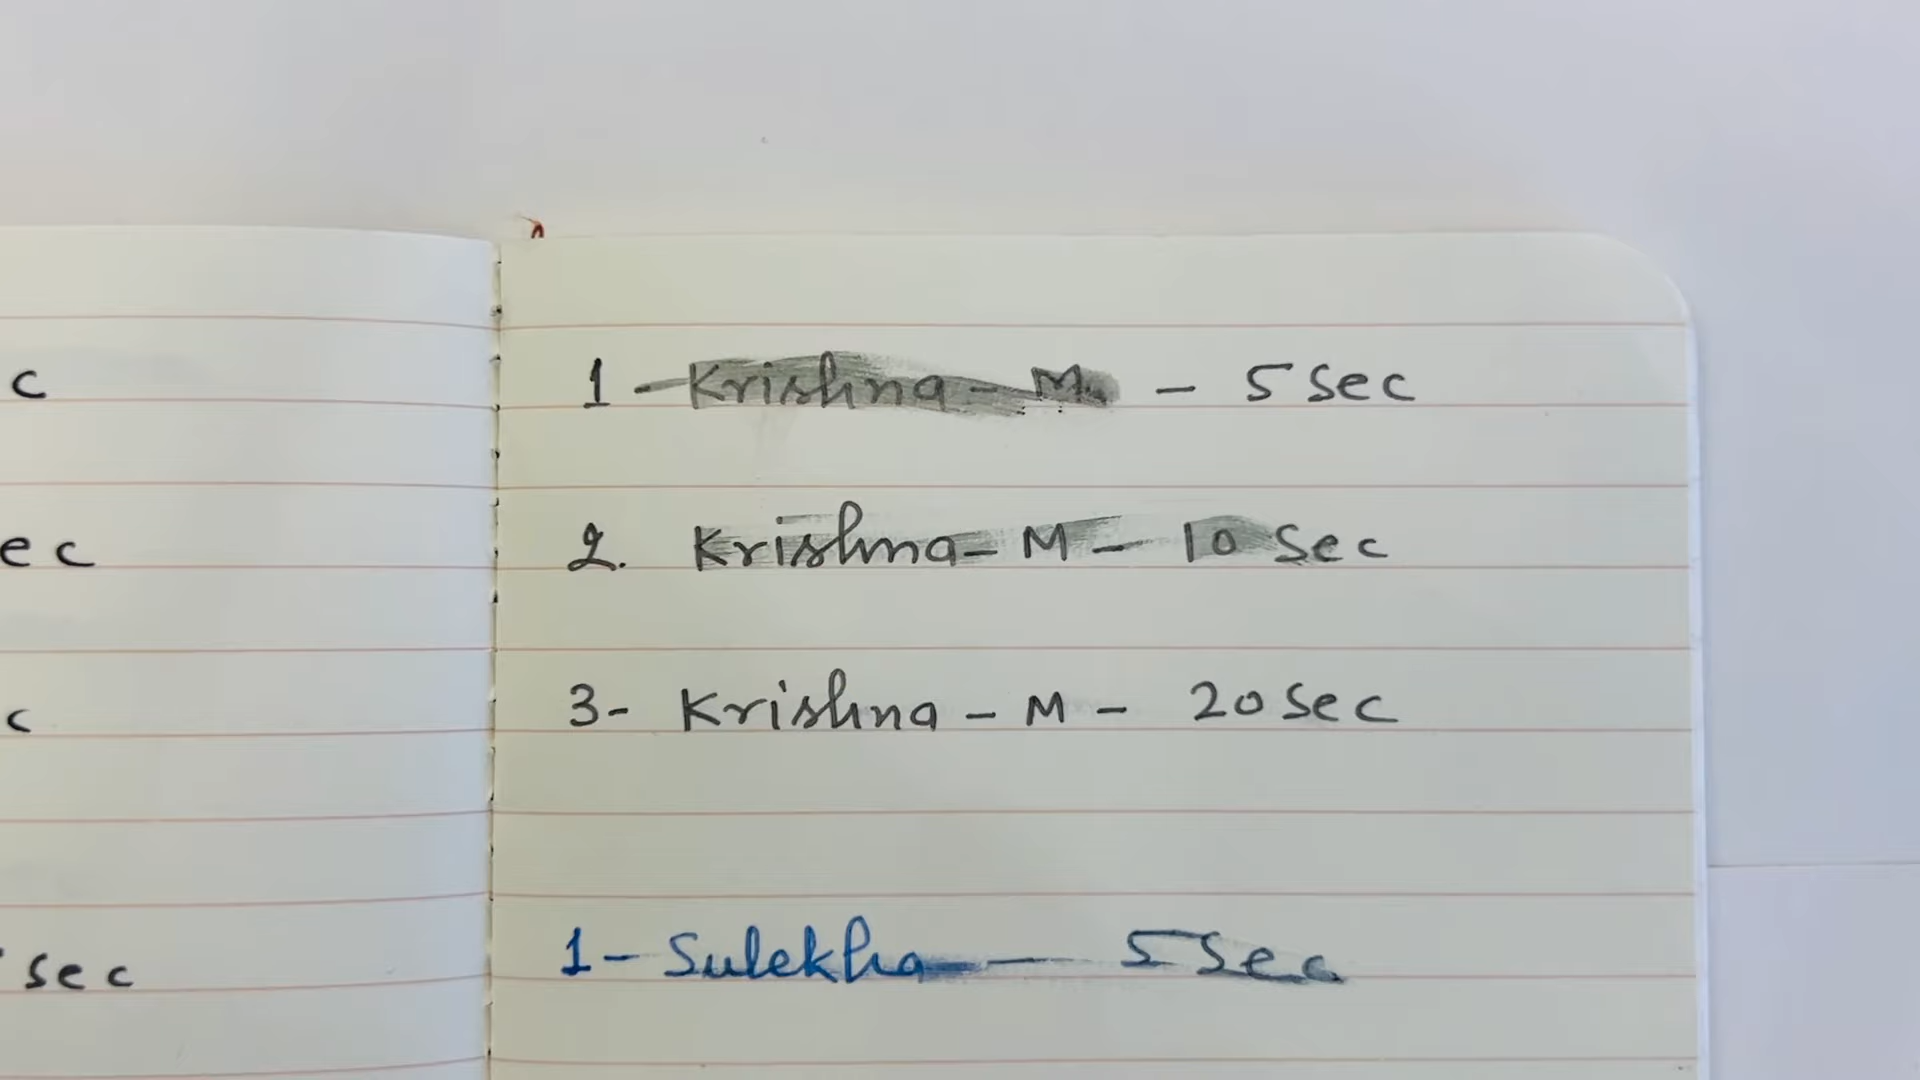 c
ec
c
sec
1 - Krishna - M. - 5 Sec
2. Krishna - M - 10 Sec
3 - Krishna - M - 20 Sec
1 - Sulekha - 5 Sec